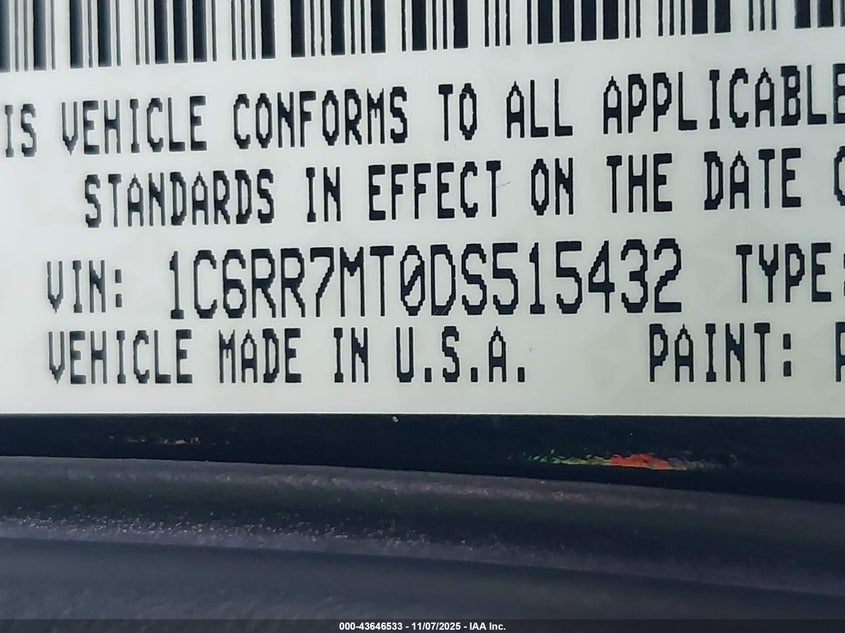 IS VEHICLE CONFORMS TO ALL APPLICABLE
STANDARDS IN EFFECT ON THE DATE
VIN: 1C6RR7MT0DS515432 TYPE:
VEHICLE MADE IN U.S.A. PAINT:
000-43646533 - 11/07/2025 - IAA Inc.